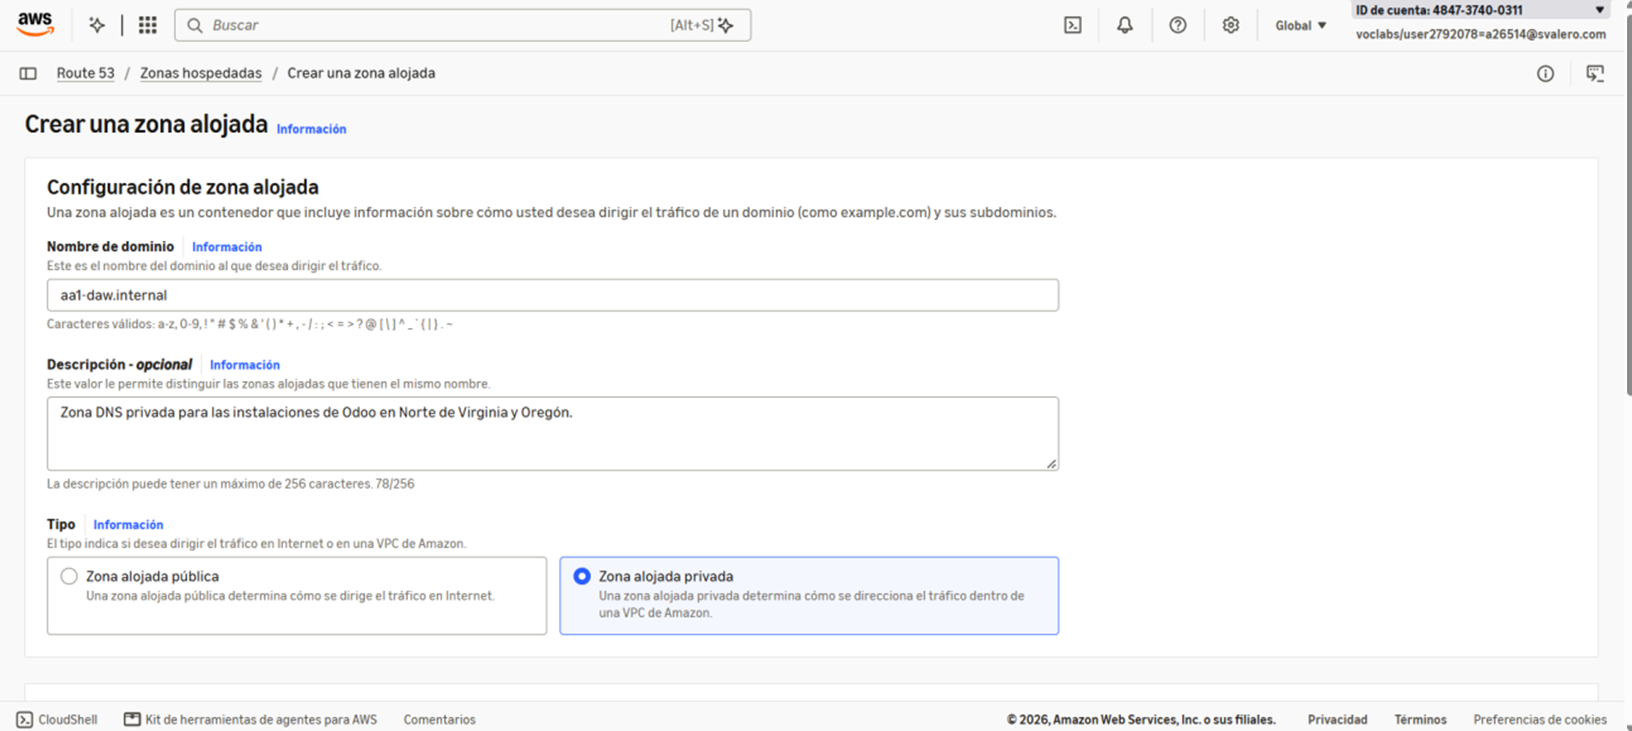 aws
Buscar
[Alt+S]
Global
ID de cuenta: 4847-3740-0311
voclabs/user2792078=a26514@svalero.com
Route 53 / Zonas hospedadas / Crear una zona alojada
Crear una zona alojada Información
Configuración de zona alojada
Una zona alojada es un contenedor que incluye información sobre cómo usted desea dirigir el tráfico de un dominio (como example.com) y sus subdominios.
Nombre de dominio Información
Este es el nombre del dominio al que desea dirigir el tráfico.
aa1-daw.internal
Caracteres válidos: a-z, 0-9, ! " # $ % & ' ( ) * + , - / : ; < = > ? @ [ \ ] ^ _ ` { | } . ~
Descripción - opcional Información
Este valor le permite distinguir las zonas alojadas que tienen el mismo nombre.
Zona DNS privada para las instalaciones de Odoo en Norte de Virginia y Oregón.
La descripción puede tener un máximo de 256 caracteres. 78/256
Tipo Información
El tipo indica si desea dirigir el tráfico en Internet o en una VPC de Amazon.
Zona alojada pública
Una zona alojada pública determina cómo se dirige el tráfico en Internet.
Zona alojada privada
Una zona alojada privada determina cómo se direcciona el tráfico dentro de
una VPC de Amazon.
CloudShell
Kit de herramientas de agentes para AWS
Comentarios
© 2026, Amazon Web Services, Inc. o sus filiales.
Privacidad
Términos
Preferencias de cookies